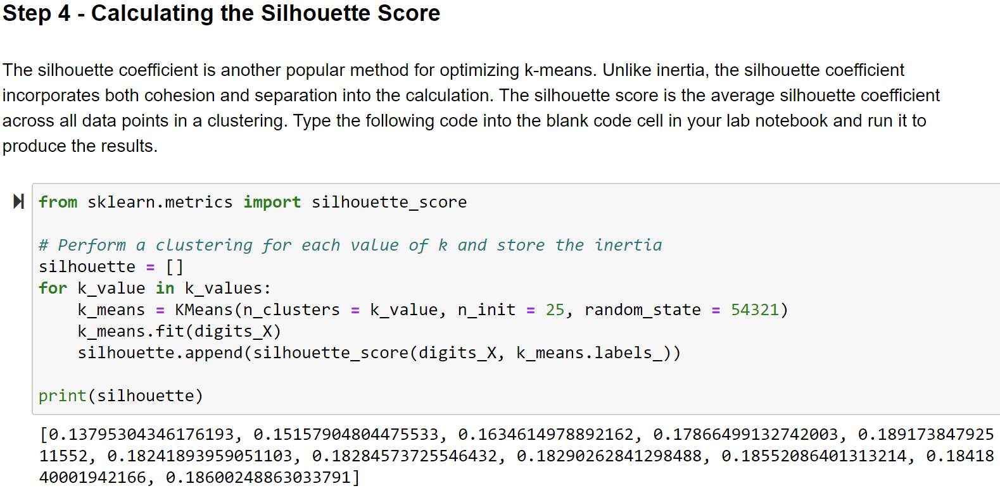 Step 4 - Calculating the Silhouette Score
The silhouette coefficient is another popular method for optimizing k-means. Unlike inertia, the silhouette coefficient
incorporates both cohesion and separation into the calculation. The silhouette score is the average silhouette coefficient
across all data points in a clustering. Type the following code into the blank code cell in your lab notebook and run it to
produce the results.
from sklearn.metrics import silhouette_score
# Perform a clustering for each value of k and store the inertia
silhouette = []
for k_value in k_values:
    k_means = KMeans(n_clusters = k_value, n_init = 25, random_state = 54321)
    k_means.fit(digits_X)
    silhouette.append(silhouette_score(digits_X, k_means.labels_))
print(silhouette)
[0.13795304346176193, 0.15157904804475533, 0.1634614978892162, 0.17866499132742003, 0.189173847925
11552, 0.18241893959051103, 0.18284573725546432, 0.18290262841298488, 0.18552086401313214, 0.18418
40001942166, 0.18600248863033791]